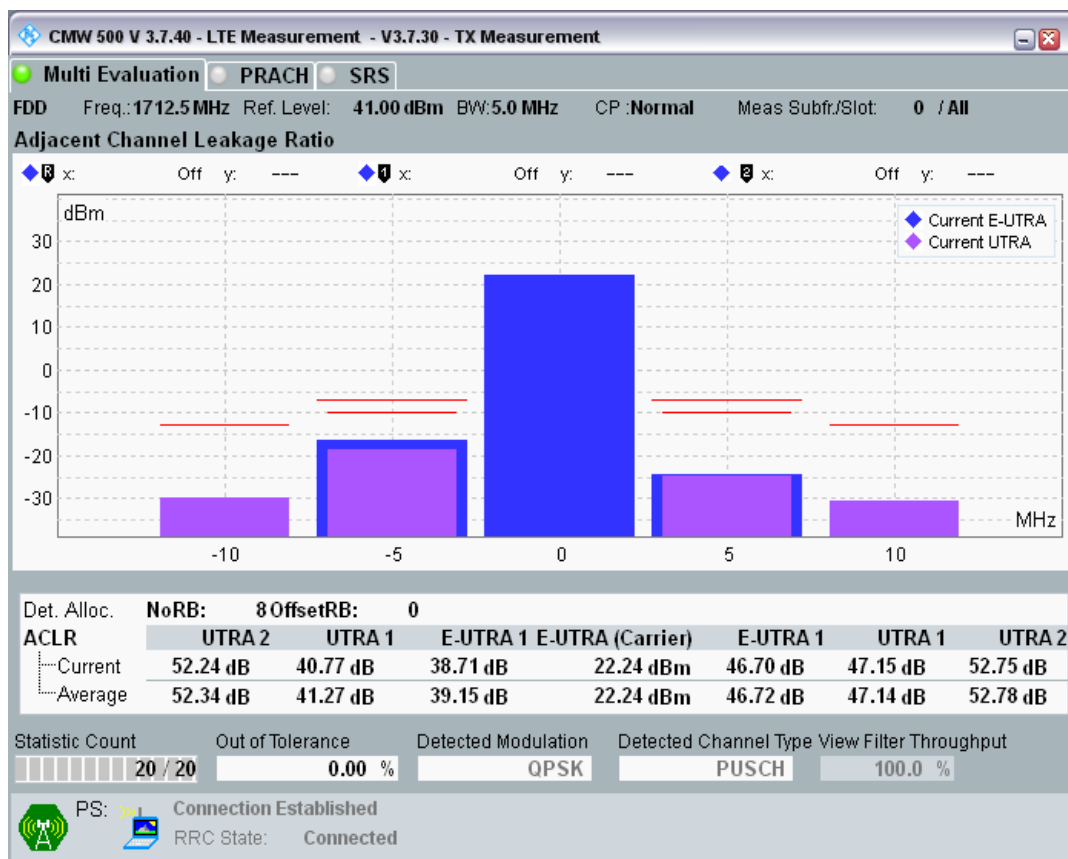 CMW 500 V 3.7.40 - LTE Measurement - V3.7.30 - TX Measurement
Multi Evaluation PRACH SRS
FDD Freq.: 1712.5 MHz Ref. Level: 41.00 dBm BW: 5.0 MHz CP : Normal Meas Subfr./Slot: 0 / All
Adjacent Channel Leakage Ratio
R x: Off y: --- 1 x: Off y: --- 2 x: Off y: ---
dBm
Current E-UTRA
Current UTRA
30
20
10
0
-10
-20
-30
MHz
-10 -5 0 5 10
Det. Alloc. NoRB: 8 OffsetRB: 0
ACLR UTRA 2 UTRA 1 E-UTRA 1 E-UTRA (Carrier) E-UTRA 1 UTRA 1 UTRA 2
Current 52.24 dB 40.77 dB 38.71 dB 22.24 dBm 46.70 dB 47.15 dB 52.75 dB
Average 52.34 dB 41.27 dB 39.15 dB 22.24 dBm 46.72 dB 47.14 dB 52.78 dB
Statistic Count Out of Tolerance Detected Modulation Detected Channel Type View Filter Throughput
20 / 20 0.00 % QPSK PUSCH 100.0 %
PS: Connection Established
RRC State: Connected